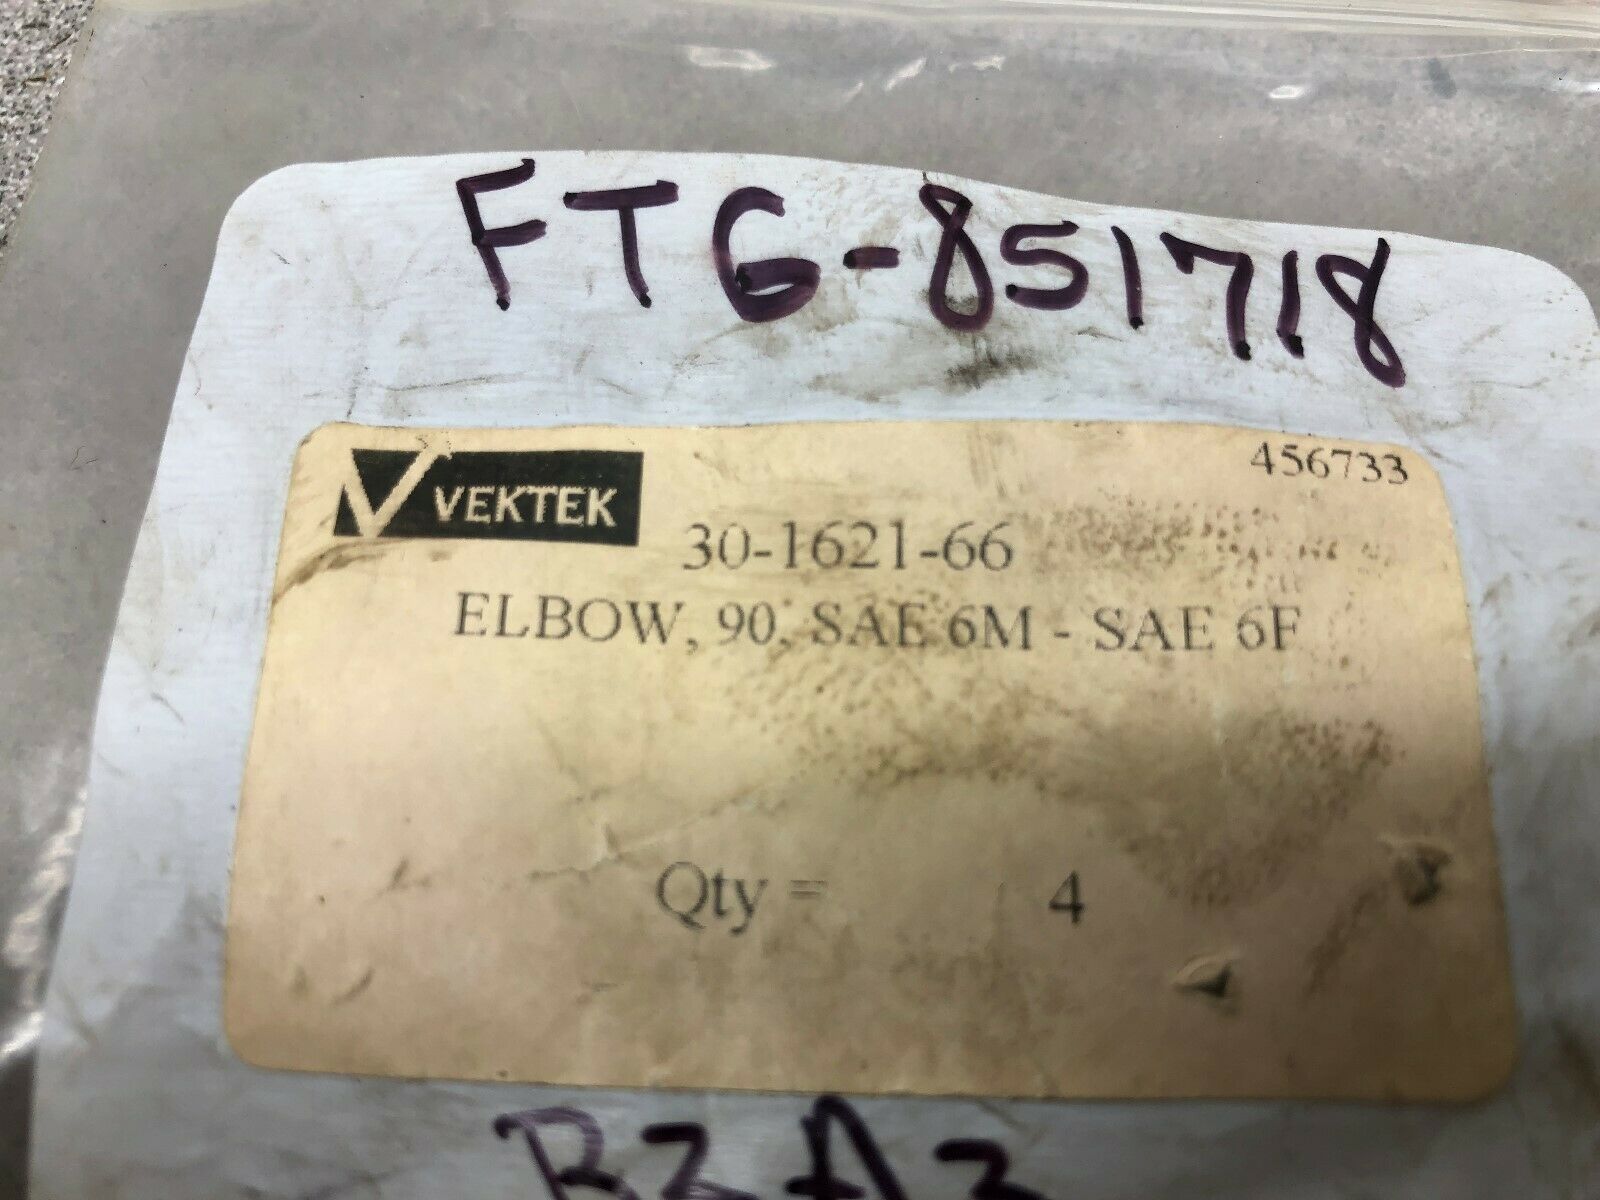 FTG-851718
456733
VEKTEK
30-1621-66
ELBOW, 90, SAE 6M - SAE 6F
Qty = 4